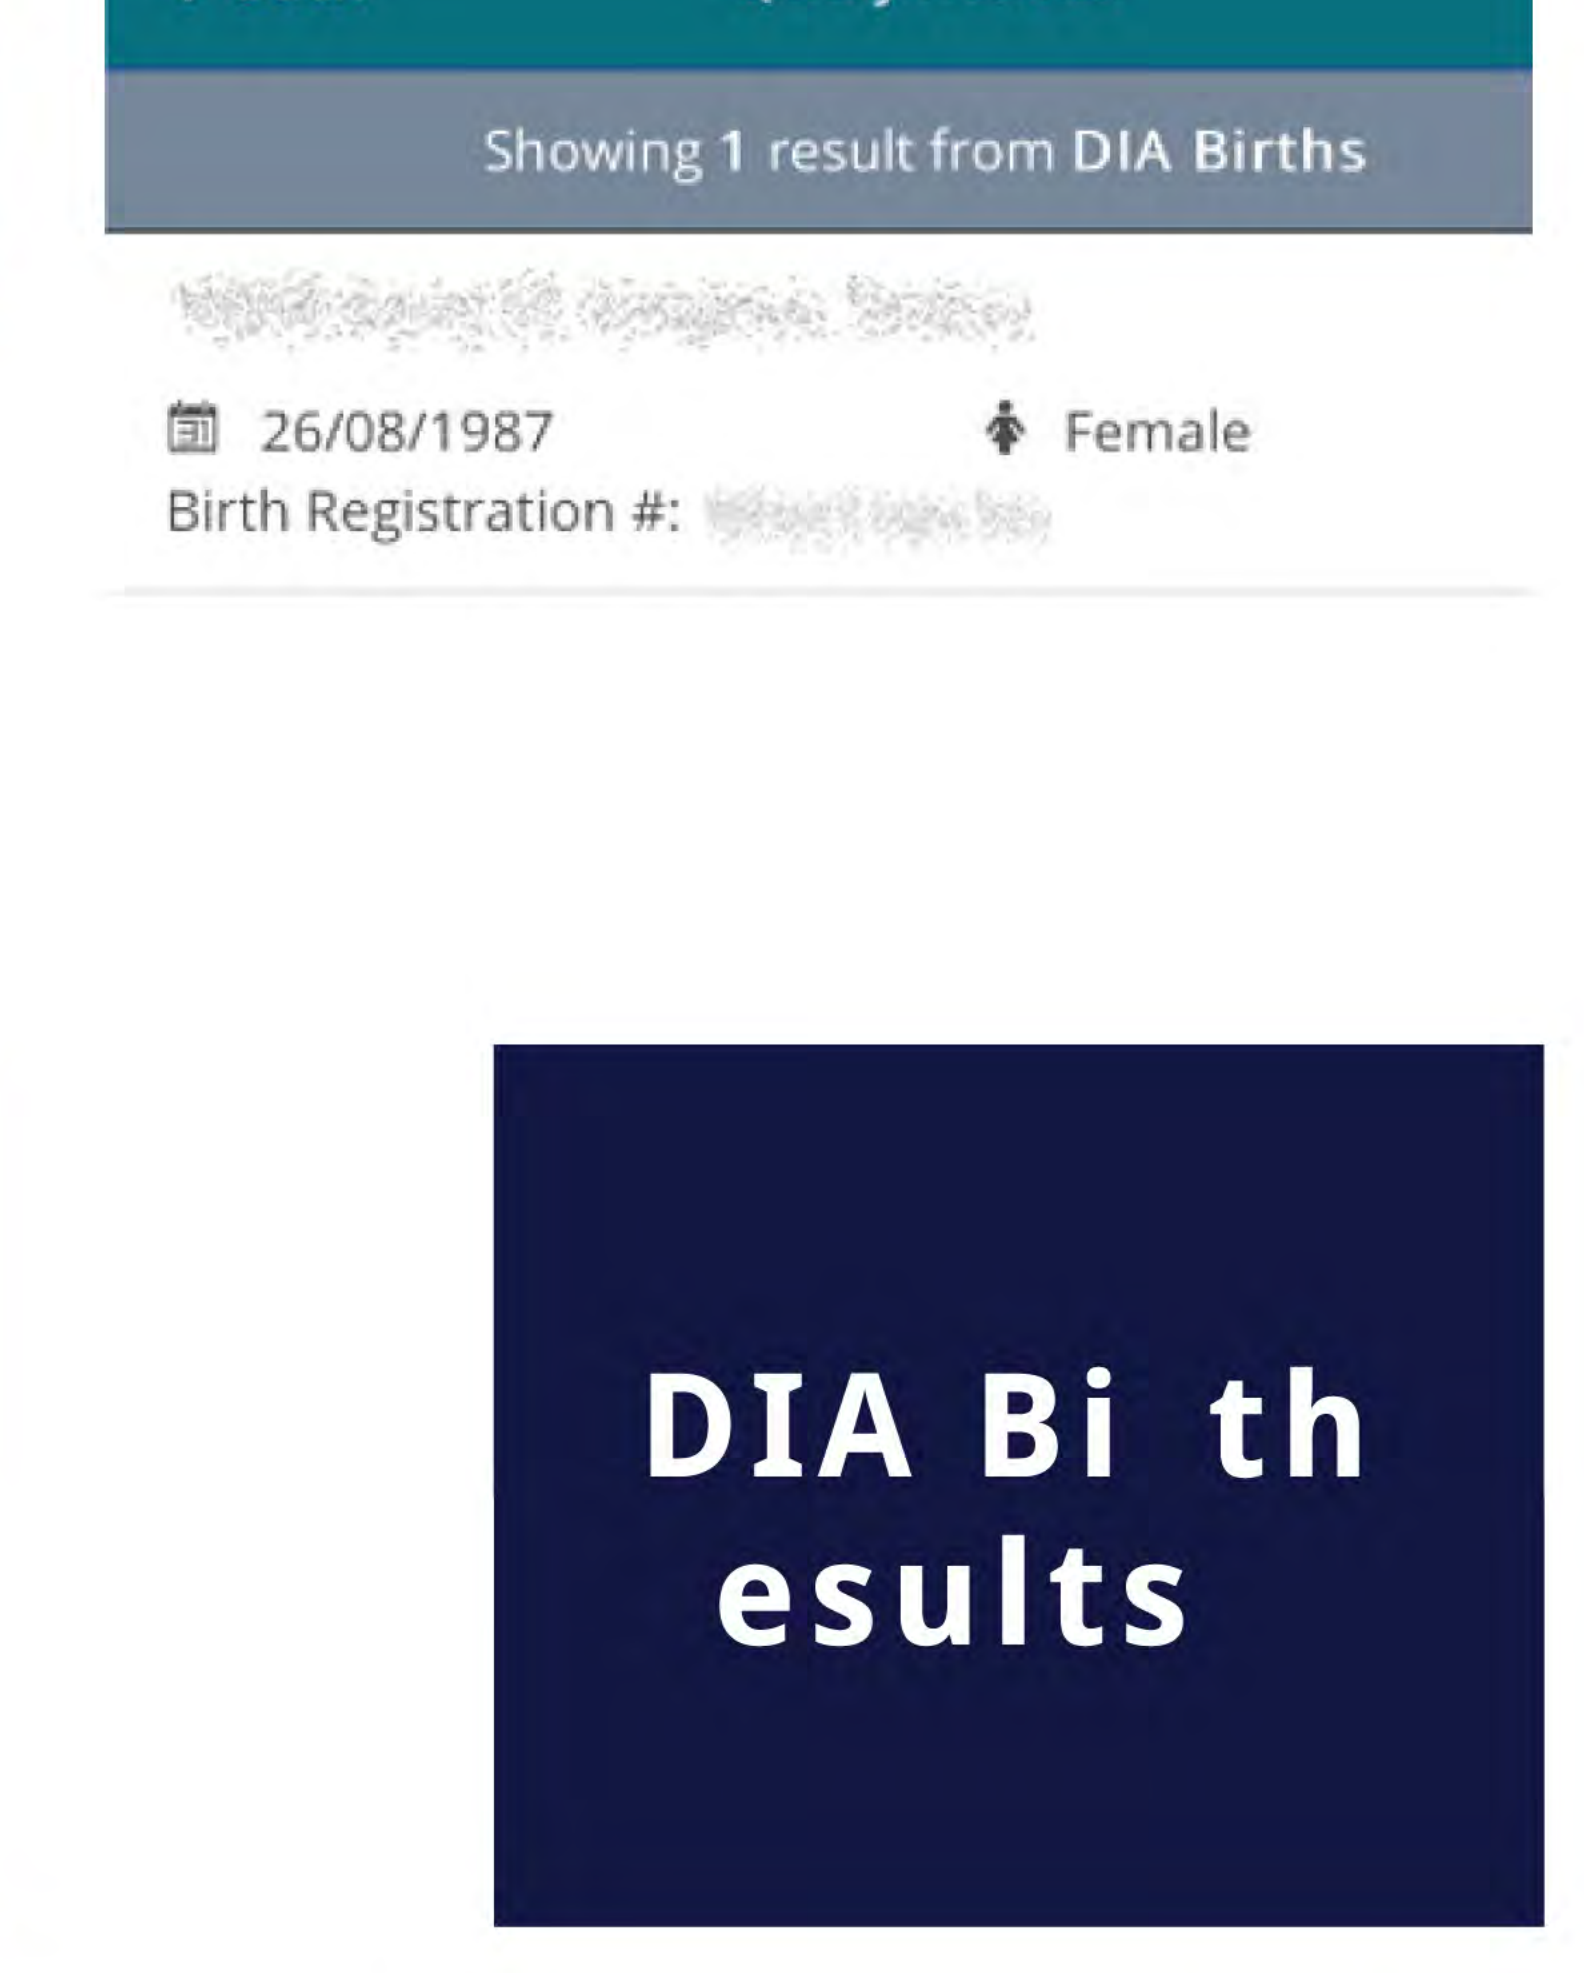 Showing 1 result from DIA Births
26/08/1987 Female
Birth Registration #:
DIA Bi th
esults